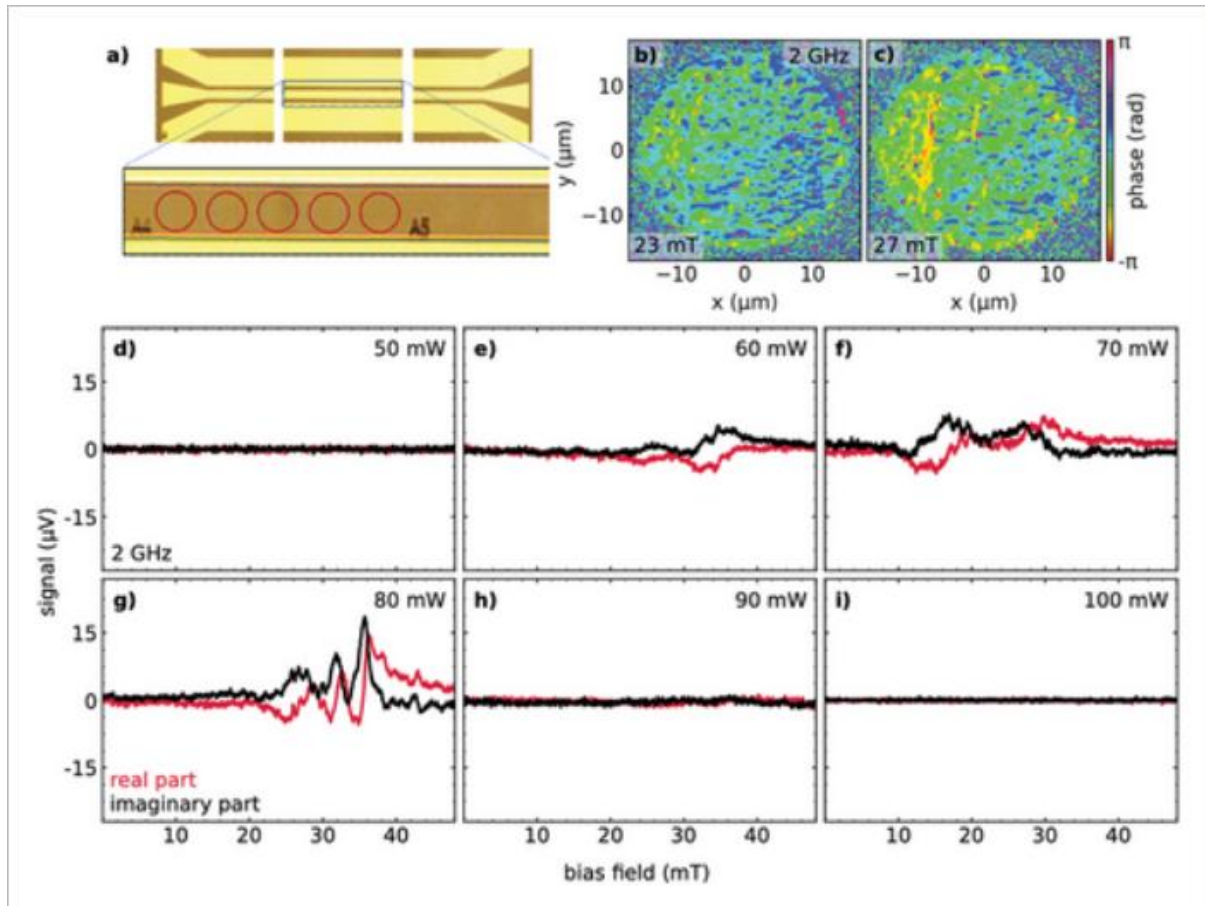 a)
A4 A5
b) 2 GHz c)
π
10
0
−10
y (μm)
23 mT 27 mT
−10 0 10 −10 0 10
x (μm) x (μm)
phase (rad)
-π
d) 50 mW e) 60 mW f) 70 mW
15
0
-15
2 GHz
signal (μV)
g) 80 mW h) 90 mW i) 100 mW
15
0
-15
real part
imaginary part
10 20 30 40 10 20 30 40 10 20 30 40
bias field (mT)